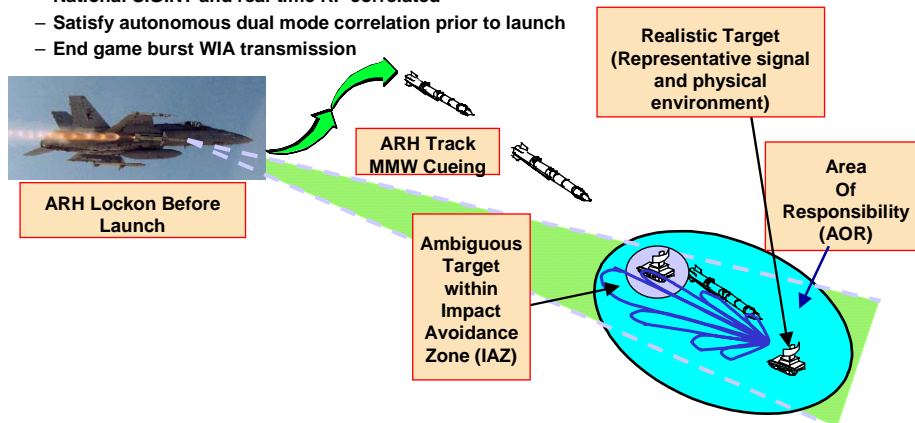 – Satisfy autonomous dual mode correlation prior to launch
– End game burst WIA transmission
Realistic Target
(Representative signal
and physical
environment)
ARH Track
MMW Cueing
Area
Of
Responsibility
(AOR)
ARH Lockon Before
Launch
Ambiguous
Target
within
Impact
Avoidance
Zone (IAZ)